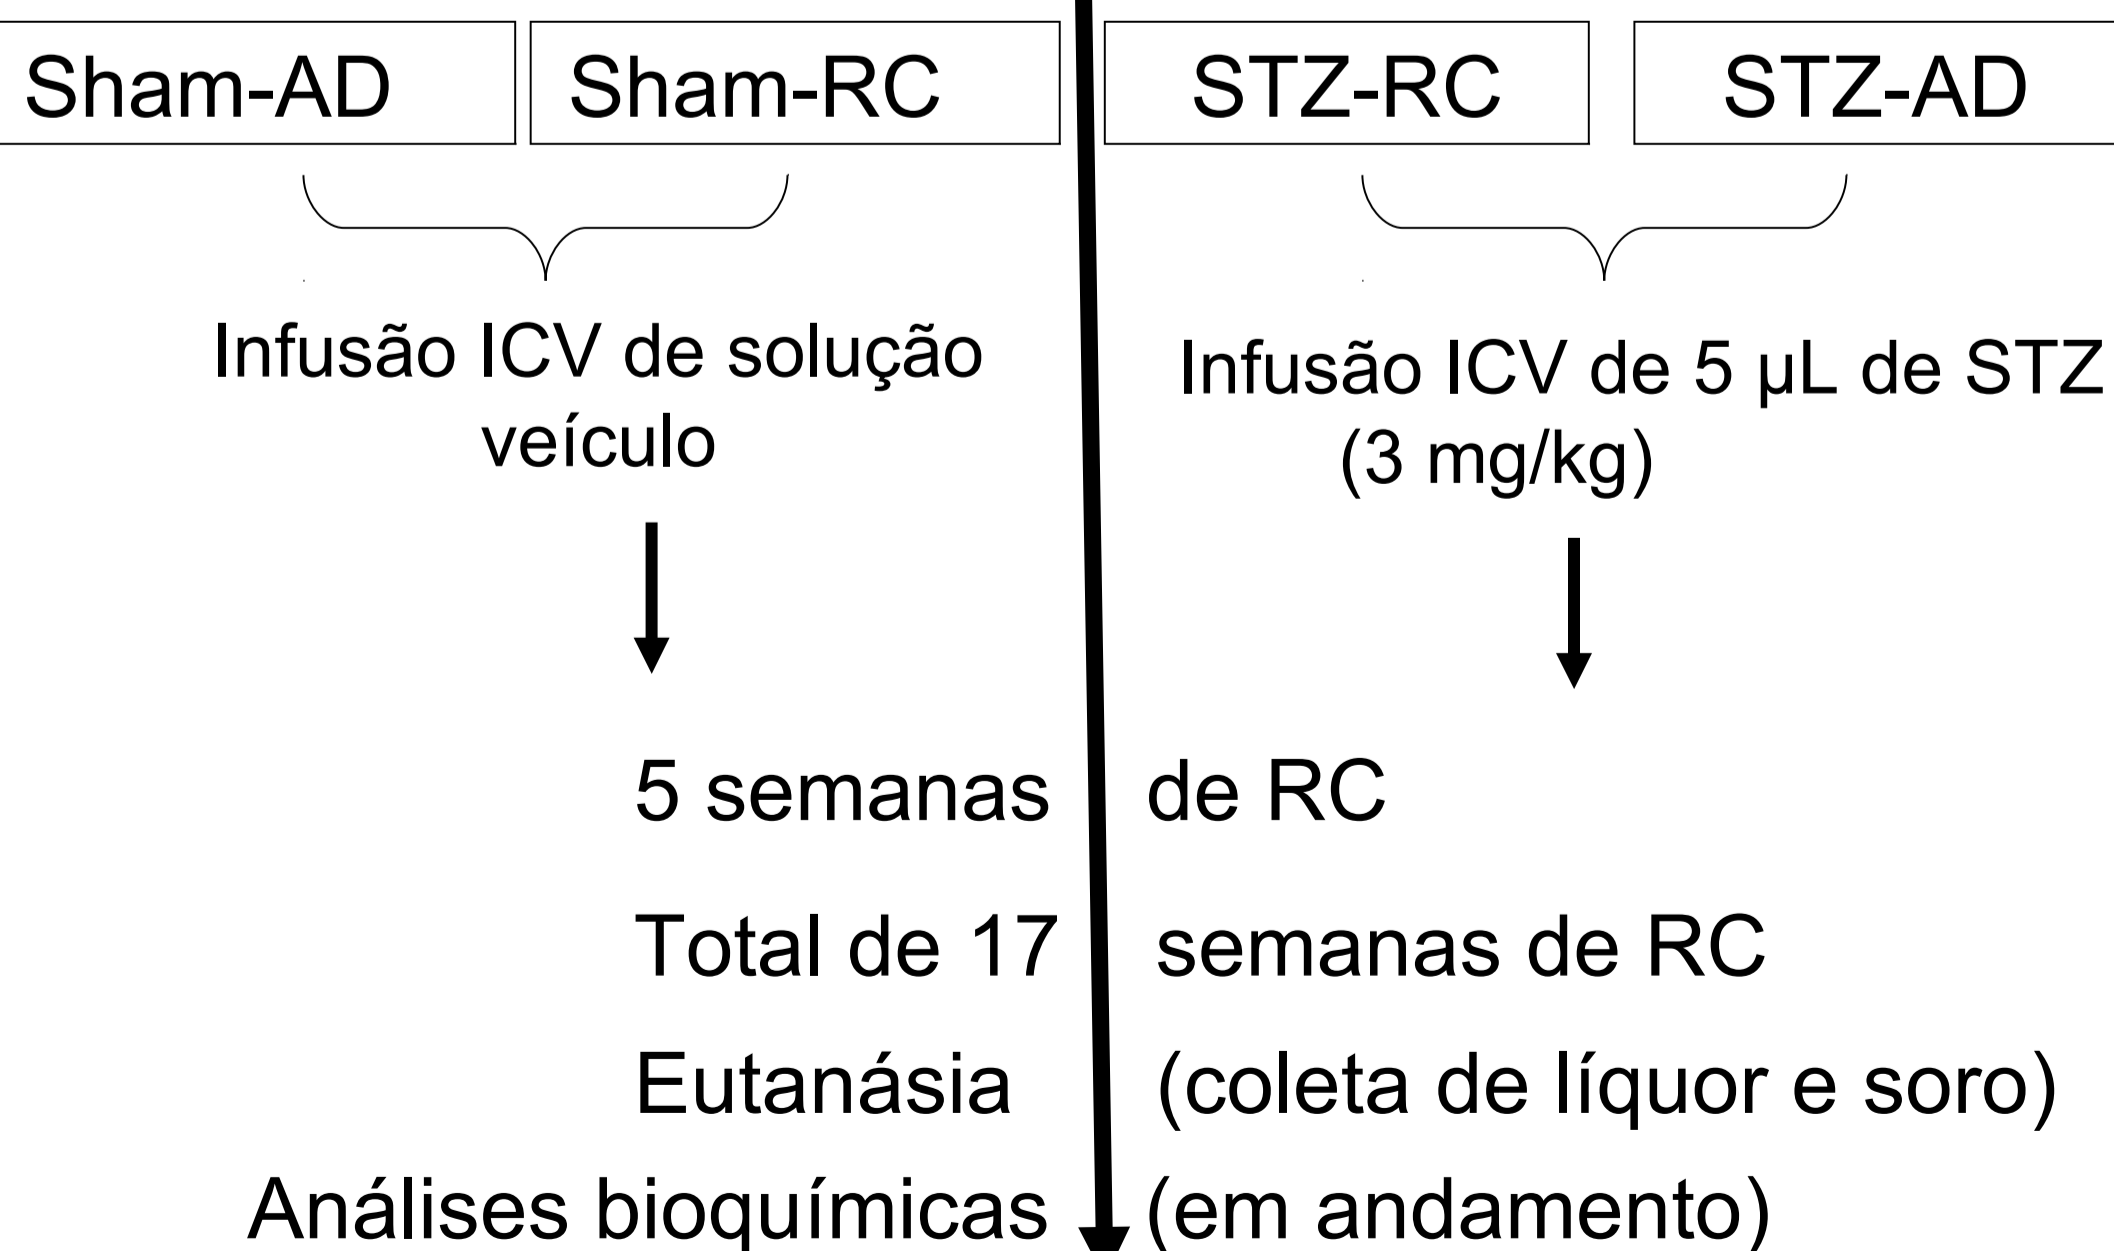 Sham-AD Sham-RC STZ-RC STZ-AD
Infusão ICV de solução
veículo
Infusão ICV de 5 µL de STZ
(3 mg/kg)
5 semanas de RC
Total de 17 semanas de RC
Eutanásia (coleta de líquor e soro)
Análises bioquímicas (em andamento)